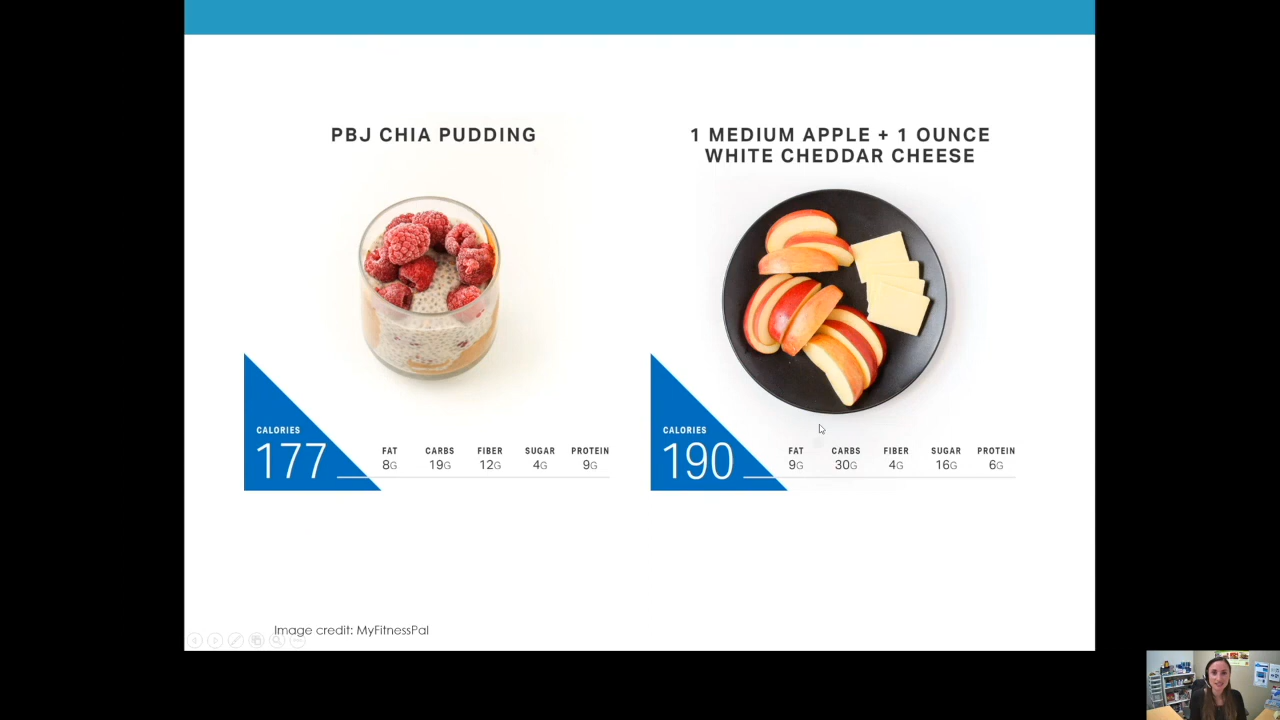 PBJ CHIA PUDDING
CALORIES
177
FAT CARBS FIBER SUGAR PROTEIN
8G 19G 12G 4G 9G
1 MEDIUM APPLE + 1 OUNCE
WHITE CHEDDAR CHEESE
CALORIES
190
FAT CARBS FIBER SUGAR PROTEIN
9G 30G 4G 16G 6G
Image credit: MyFitnessPal